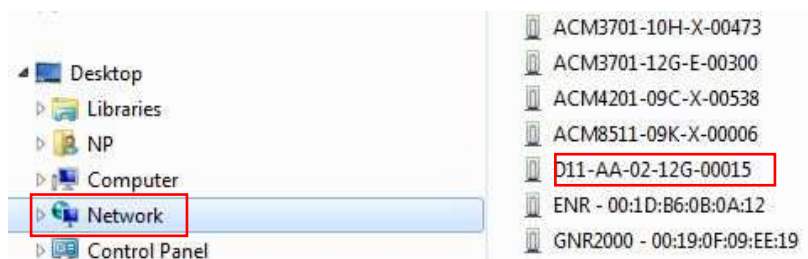 Desktop
Libraries
NP
Computer
Network
Control Panel
ACM3701-10H-X-00473
ACM3701-12G-E-00300
ACM4201-09C-X-00538
ACM8511-09K-X-00006
D11-AA-02-12G-00015
ENR - 00:1D:B6:0B:0A:12
GNR2000 - 00:19:0F:09:EE:19